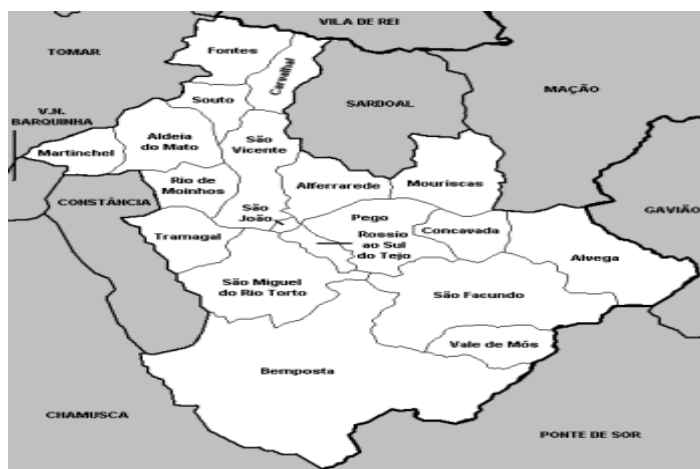 VILA DE REI
TOMAR
Fontes
Carvalhal
MAÇÃO
Souto
SARDOAL
V.N.
BARQUINHA
Aldeia
do Mato
São
Vicente
Martinchel
Rio de
Moinhos
Alferrarede
Mouriscas
CONSTÂNCIA
GAVIÃO
São
João
Pego
Tramagal
Rossio
ao Sul
do Tejo
Concavada
Alvega
São Miguel
do Rio Torto
São Facundo
Vale de Mós
Bemposta
CHAMUSCA
PONTE DE SOR